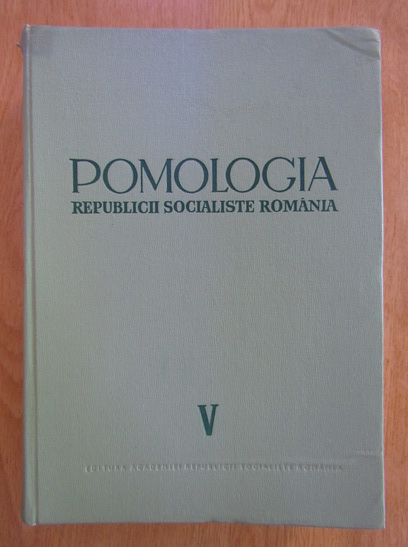 POMOLOGIA
REPUBLICII SOCIALISTE ROMÂNIA
V
EDITURA ACADEMIEI REPUBLICII SOCIALISTE ROMÂNIA